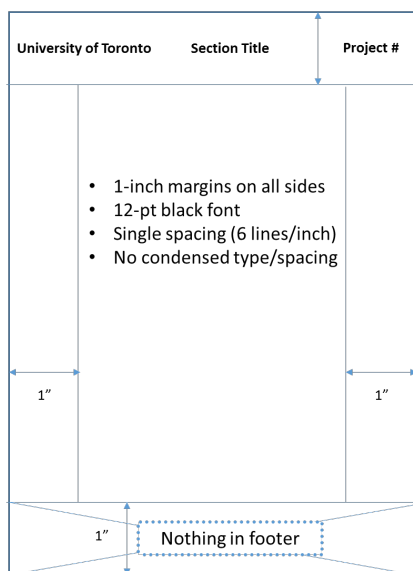 University of Toronto Section Title Project #
• 1-inch margins on all sides
• 12-pt black font
• Single spacing (6 lines/inch)
• No condensed type/spacing
1” 1”
1” Nothing in footer